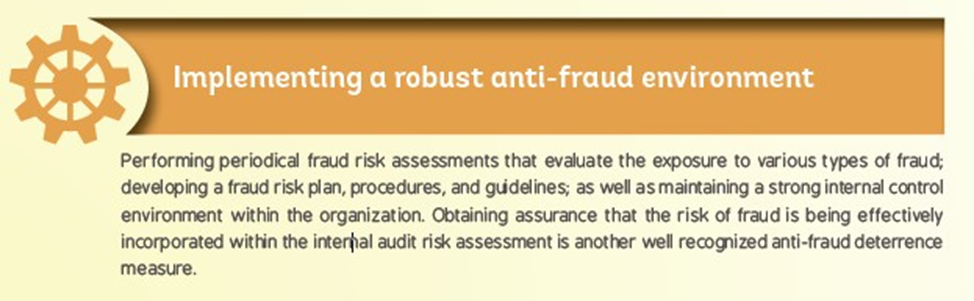 Implementing a robust anti-fraud environment
Performing periodical fraud risk assessments that evaluate the exposure to various types of fraud;
developing a fraud risk plan, procedures, and guidelines; as well as maintaining a strong internal control
environment within the organization. Obtaining assurance that the risk of fraud is being effectively
incorporated within the internal audit risk assessment is another well recognized anti-fraud deterrence
measure.